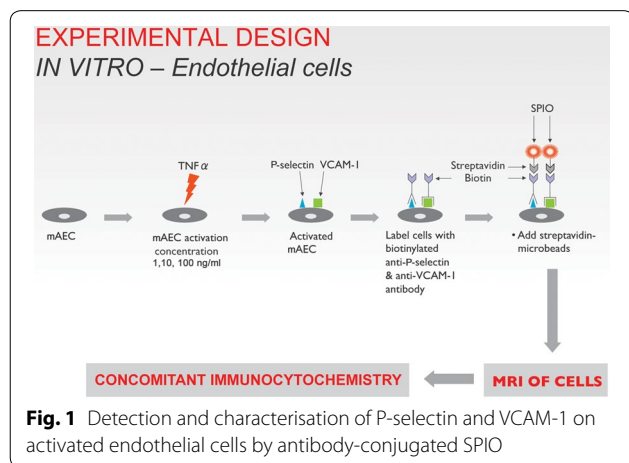 EXPERIMENTAL DESIGN
IN VITRO – Endothelial cells
SPIO
TNF α
P-selectin VCAM-1
Streptavidin
Biotin
mAEC
mAEC activation
concentration
1,10, 100 ng/ml
Activated
mAEC
Label cells with
biotinylated
anti-P-selectin
& anti-VCAM-1
antibody
• Add streptavidin-
microbeads
CONCOMITANT IMMUNOCYTOCHEMISTRY
MRI OF CELLS
Fig. 1 Detection and characterisation of P-selectin and VCAM-1 on
activated endothelial cells by antibody-conjugated SPIO